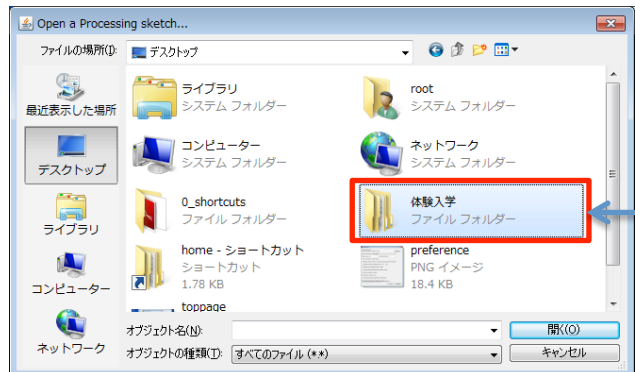 Open a Processing sketch...
ファイルの場所(I):
デスクトップ
最近表示した場所
デスクトップ
ライブラリ
コンピューター
ネットワーク
ライブラリ
システム フォルダー
root
システム フォルダー
コンピューター
システム フォルダー
ネットワーク
システム フォルダー
0_shortcuts
ファイル フォルダー
体験入学
ファイル フォルダー
home - ショートカット
ショートカット
1.78 KB
preference
PNG イメージ
18.4 KB
toppage
オブジェクト名(N):
開く(O)
オブジェクトの種類(T):
すべてのファイル (*.*)
キャンセル